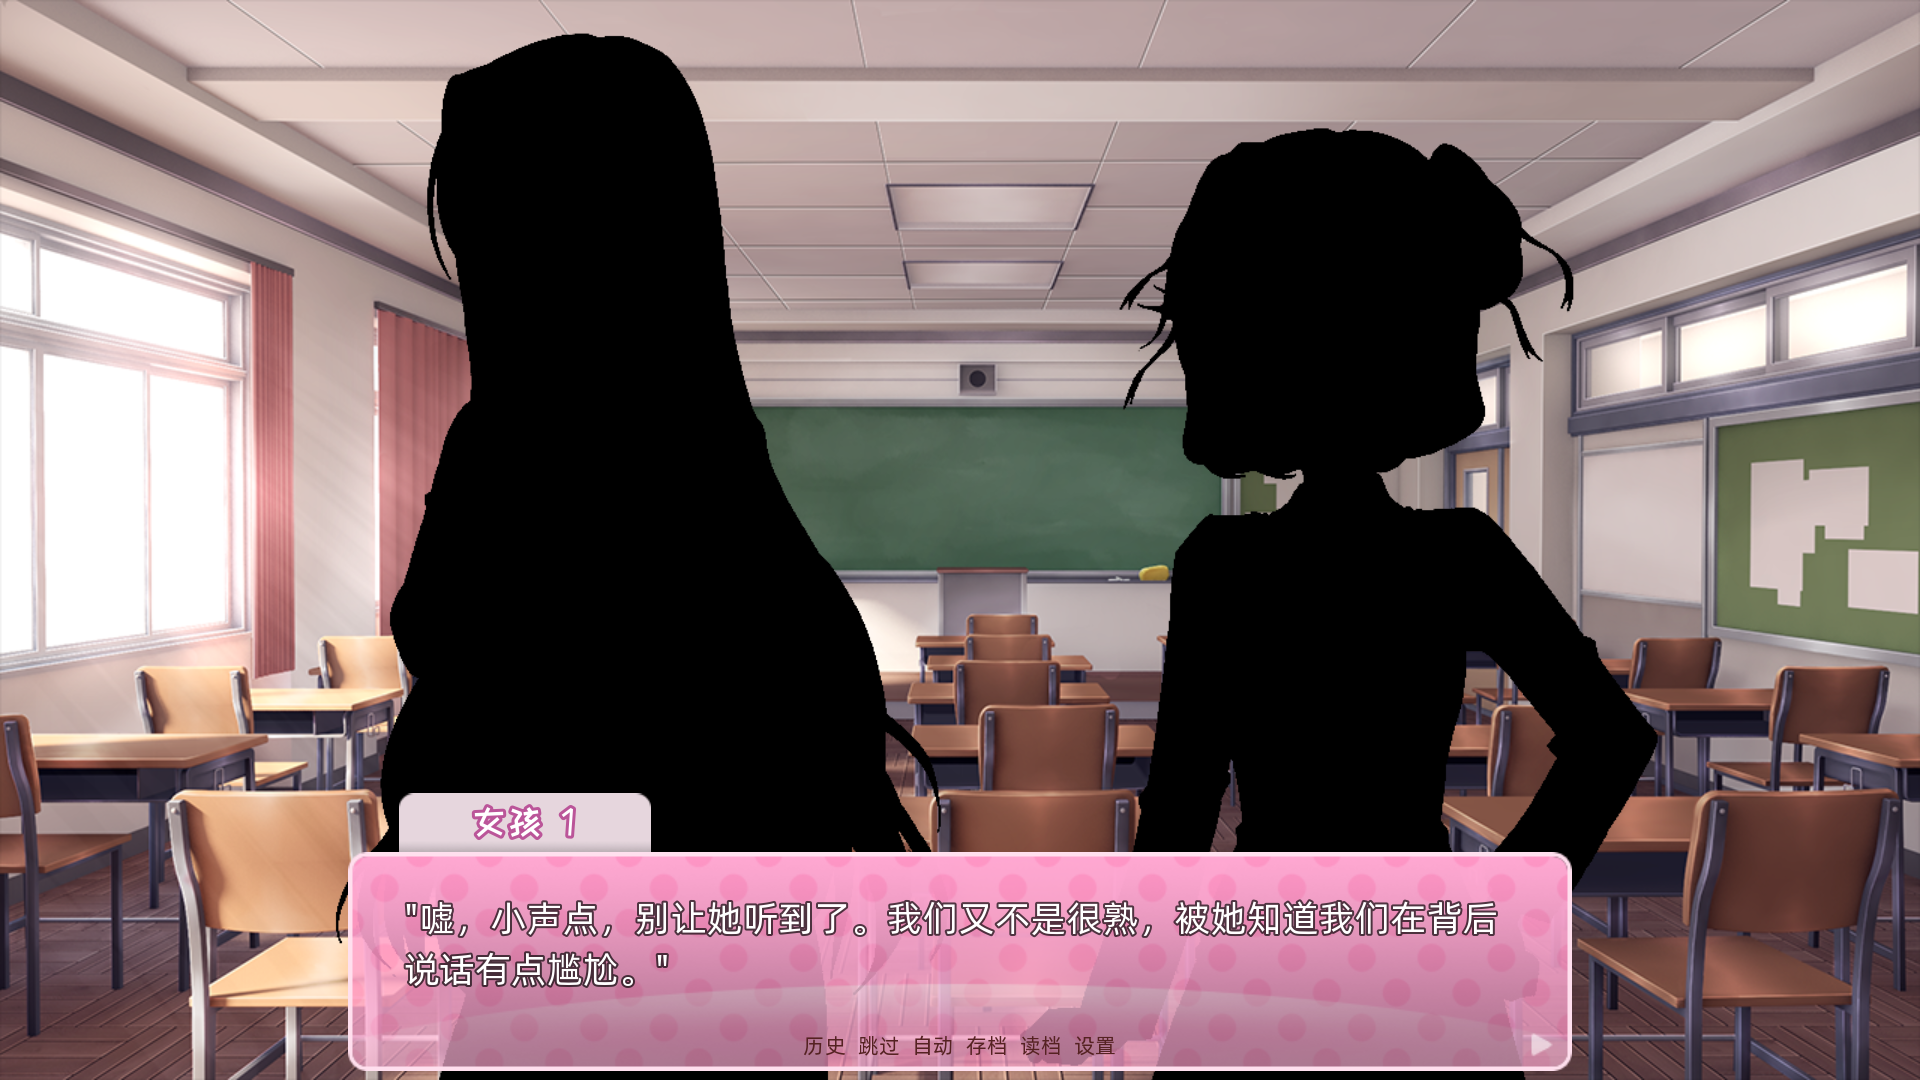 女孩 1
"嘘，小声点，别让她听到了。我们又不是很熟，被她知道我们在背后
说话有点尴尬。"
历史 跳过 自动 存档 读档 设置